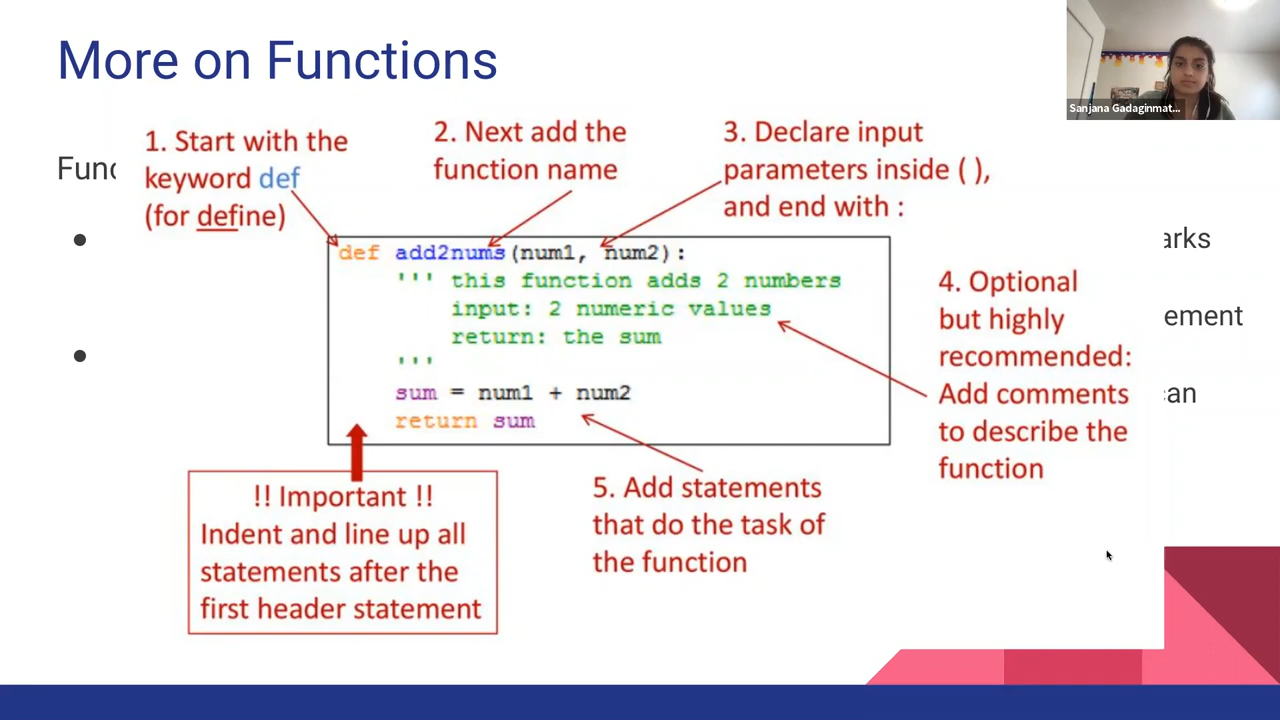 More on Functions
Sanjana Gadaginmat...
1. Start with the
keyword def
(for define)
2. Next add the
function name
3. Declare input
parameters inside ( ),
and end with :
def add2nums(num1, num2):
''' this function adds 2 numbers
input: 2 numeric values
return: the sum
'''
sum = num1 + num2
return sum
4. Optional
but highly
recommended:
Add comments
to describe the
function
!! Important !!
Indent and line up all
statements after the
first header statement
5. Add statements
that do the task of
the function